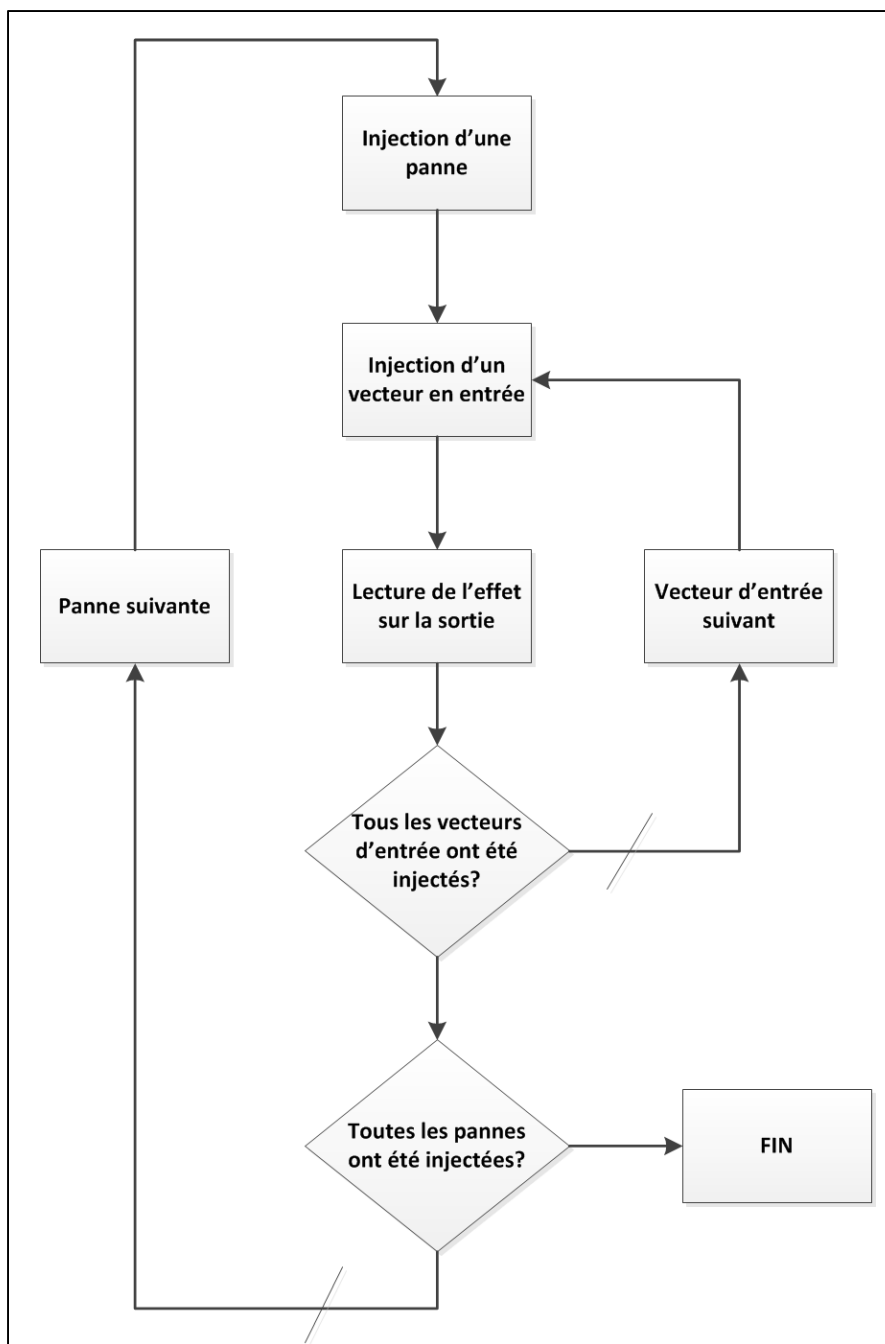 Injection d’une
panne
Injection d’un
vecteur en entrée
Panne suivante
Lecture de l’effet
sur la sortie
Vecteur d’entrée
suivant
Tous les vecteurs
d’entrée ont été
injectés?
Toutes les pannes
ont été injectées?
FIN